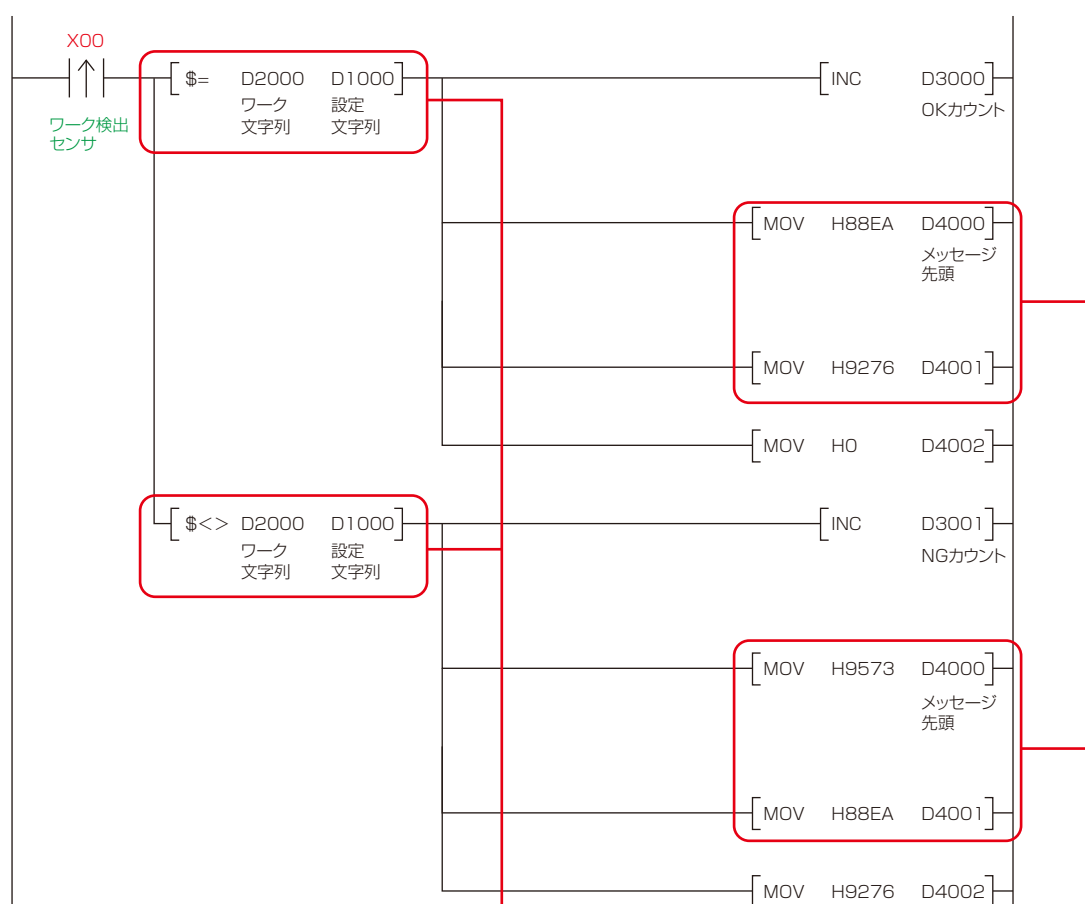 X00
ワーク検出
センサ
$= D2000 D1000
ワーク 設定
文字列 文字列
INC D3000
OKカウント
MOV H88EA D4000
メッセージ
先頭
MOV H9276 D4001
MOV H0 D4002
$<> D2000 D1000
ワーク 設定
文字列 文字列
INC D3001
NGカウント
MOV H9573 D4000
メッセージ
先頭
MOV H88EA D4001
MOV H9276 D4002